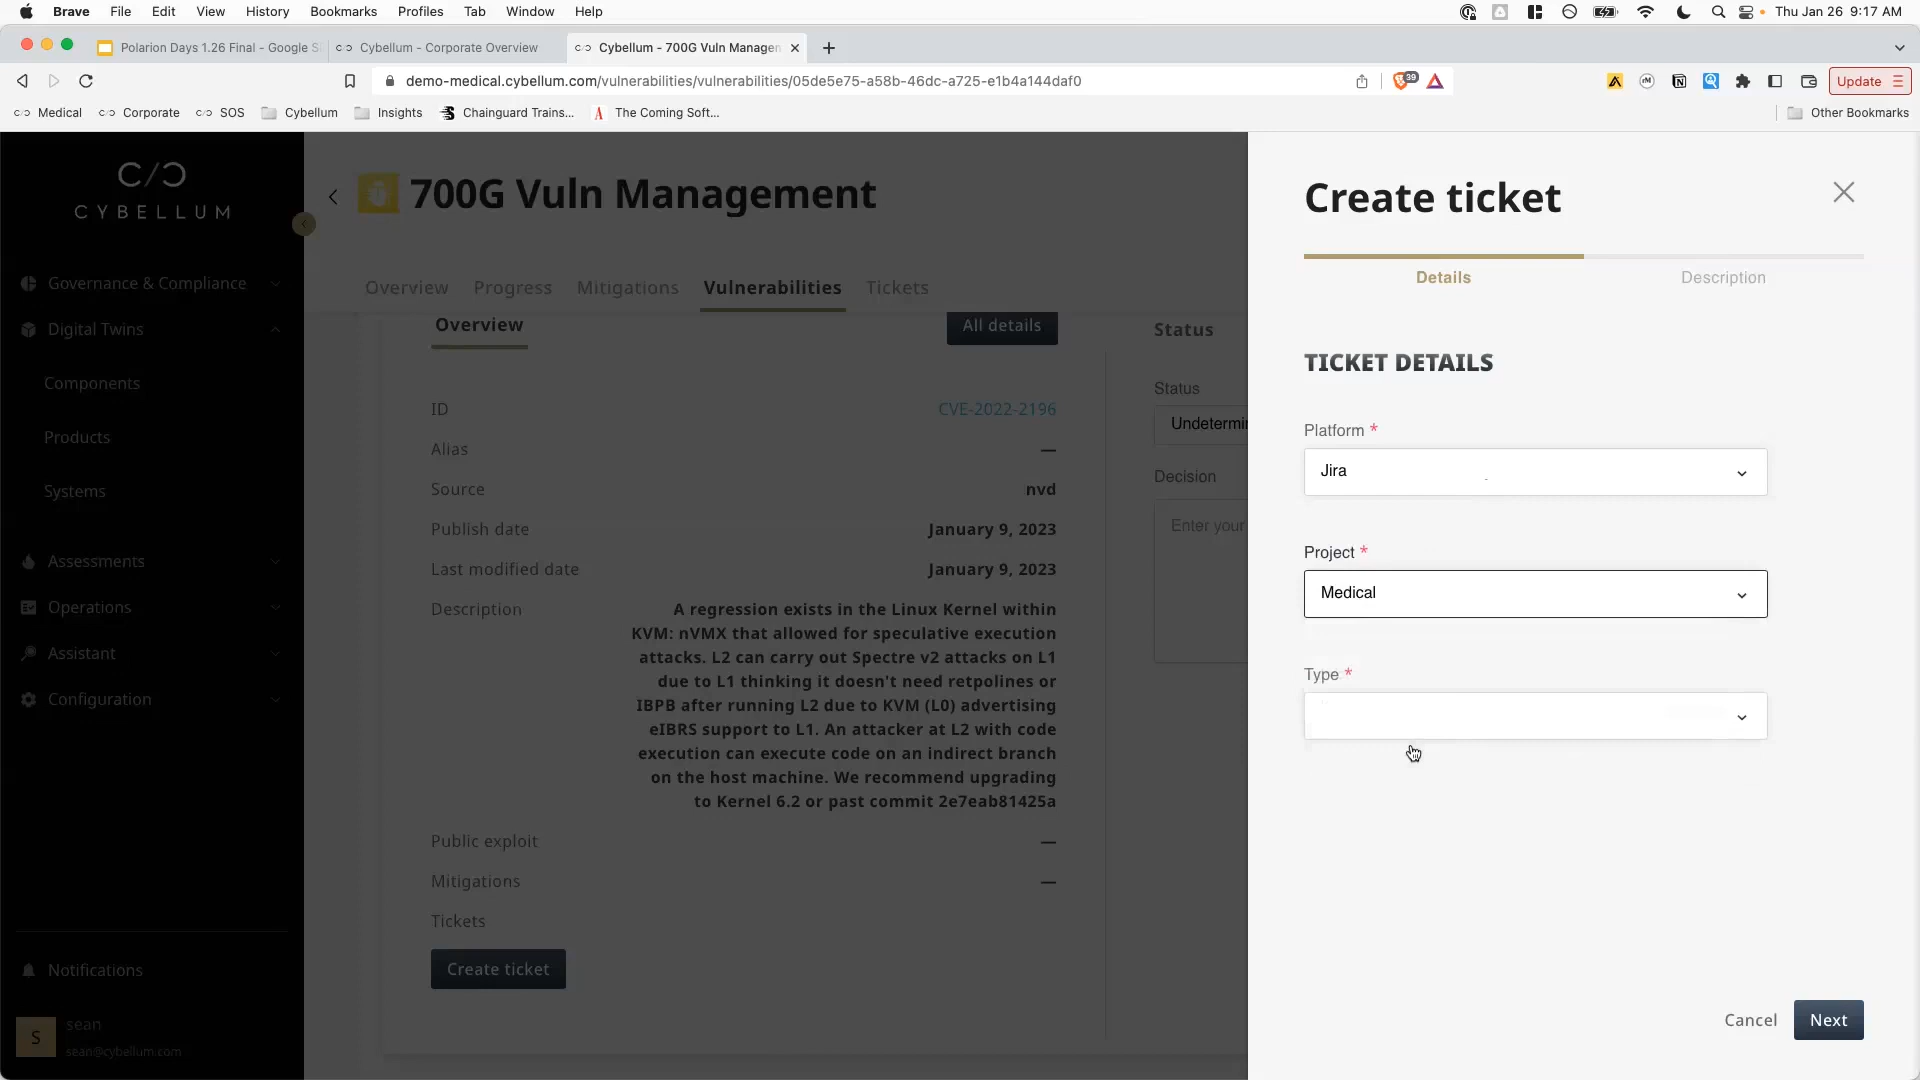 Brave File Edit View History Bookmarks Profiles Tab Window Help Thu Jan 26 9:17 AM
Polarion Days 1.26 Final - Google S Cybellum - Corporate Overview Cybellum - 700G Vuln Managen
demo-medical.cybellum.com/vulnerabilities/vulnerabilities/05de5e75-a58b-46dc-a725-e1b4a144daf0 39 Update
Medical Corporate SOS Cybellum Insights Chainguard Trains... The Coming Soft... Other Bookmarks
CYBELLUM
Governance & Compliance
Digital Twins
Components
Products
Systems
Assessments
Operations
Assistant
Configuration
Notifications
S
sean
sean@cybellum.com
700G Vuln Management
Overview Progress Mitigations Vulnerabilities Tickets
Overview All details
ID CVE-2022-2196
Alias —
Source nvd
Publish date January 9, 2023
Last modified date January 9, 2023
Description A regression exists in the Linux Kernel within
KVM: nVMX that allowed for speculative execution
attacks. L2 can carry out Spectre v2 attacks on L1
due to L1 thinking it doesn't need retpolines or
IBPB after running L2 due to KVM (L0) advertising
eIBRS support to L1. An attacker at L2 with code
execution can execute code on an indirect branch
on the host machine. We recommend upgrading
to Kernel 6.2 or past commit 2e7eab81425a
Public exploit —
Mitigations —
Tickets
Create ticket
Status
Status
Undetermi
Decision
Enter your
Create ticket
Details Description
TICKET DETAILS
Platform *
Jira
Project *
Medical
Type *
Cancel Next